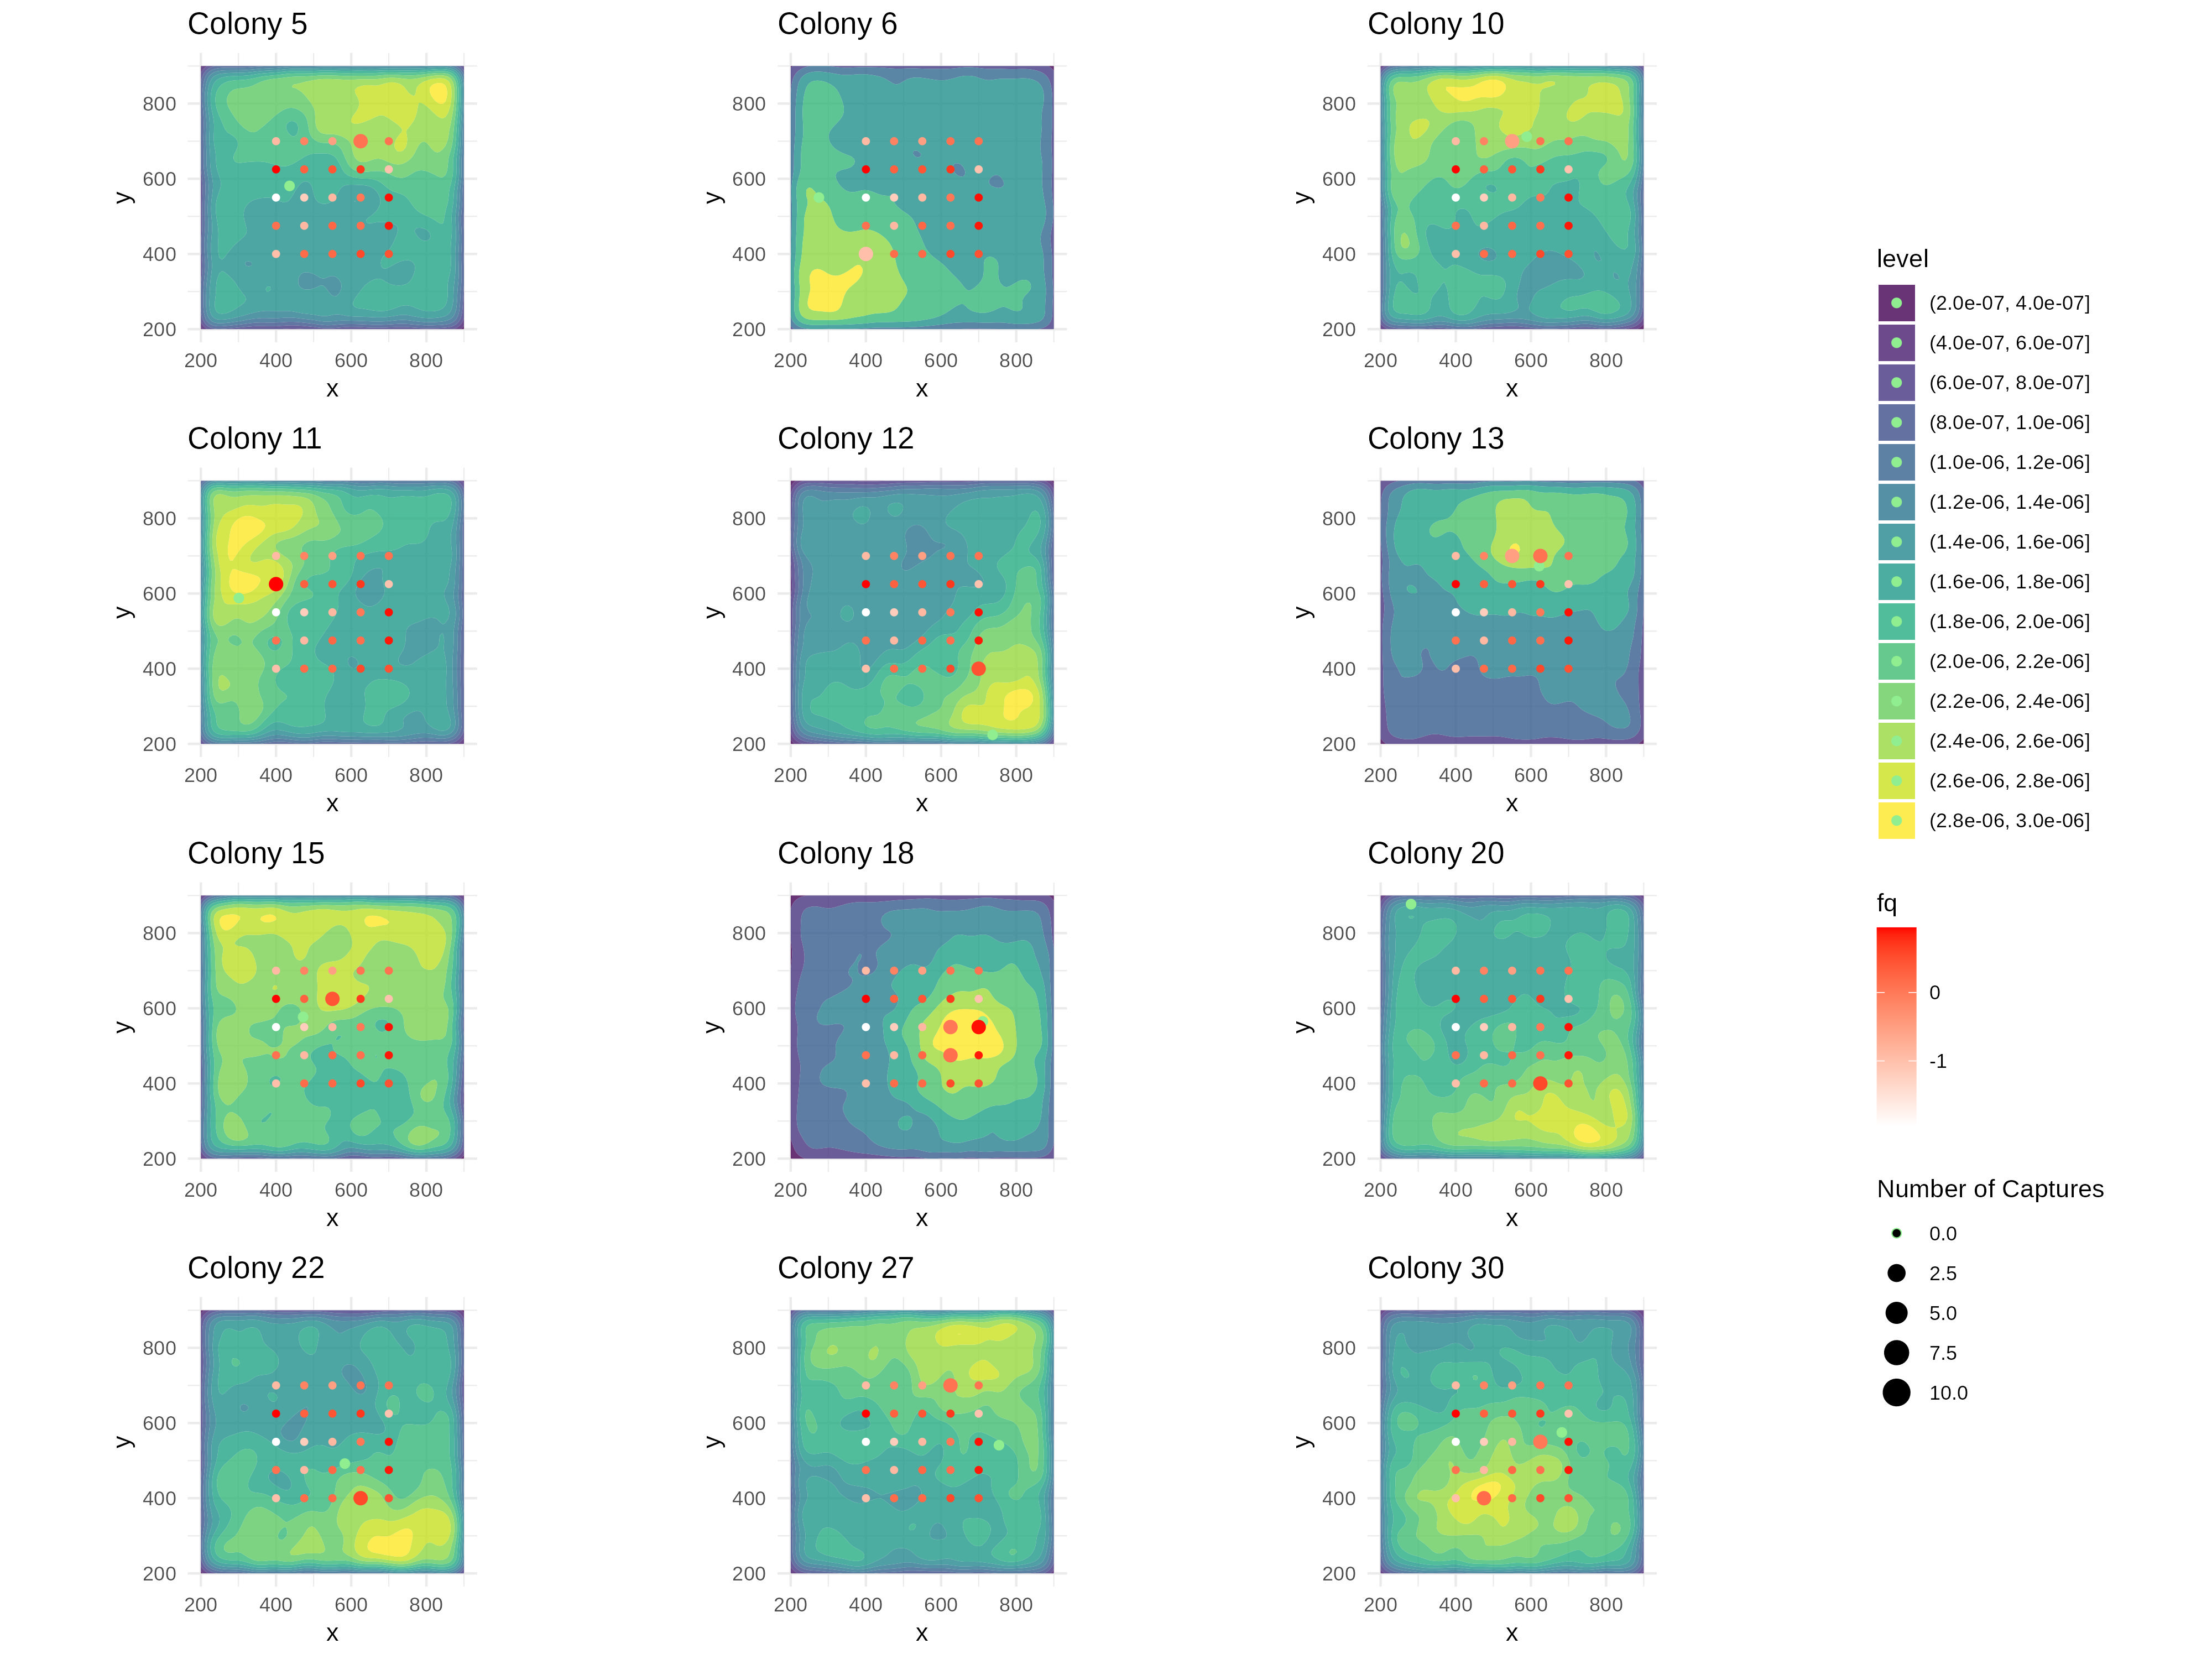 Colony 5
Colony 6
Colony 10
800
600
400
200
y
200 400 600 800
x
800
600
400
200
y
200 400 600 800
x
800
600
400
200
y
200 400 600 800
x
Colony 11
Colony 12
Colony 13
800
600
400
200
y
200 400 600 800
x
800
600
400
200
y
200 400 600 800
x
800
600
400
200
y
200 400 600 800
x
Colony 15
Colony 18
Colony 20
800
600
400
200
y
200 400 600 800
x
800
600
400
200
y
200 400 600 800
x
800
600
400
200
y
200 400 600 800
x
Colony 22
Colony 27
Colony 30
800
600
400
200
y
200 400 600 800
x
800
600
400
200
y
200 400 600 800
x
800
600
400
200
y
200 400 600 800
x
level
(2.0e-07, 4.0e-07]
(4.0e-07, 6.0e-07]
(6.0e-07, 8.0e-07]
(8.0e-07, 1.0e-06]
(1.0e-06, 1.2e-06]
(1.2e-06, 1.4e-06]
(1.4e-06, 1.6e-06]
(1.6e-06, 1.8e-06]
(1.8e-06, 2.0e-06]
(2.0e-06, 2.2e-06]
(2.2e-06, 2.4e-06]
(2.4e-06, 2.6e-06]
(2.6e-06, 2.8e-06]
(2.8e-06, 3.0e-06]
fq
0
-1
Number of Captures
0.0
2.5
5.0
7.5
10.0